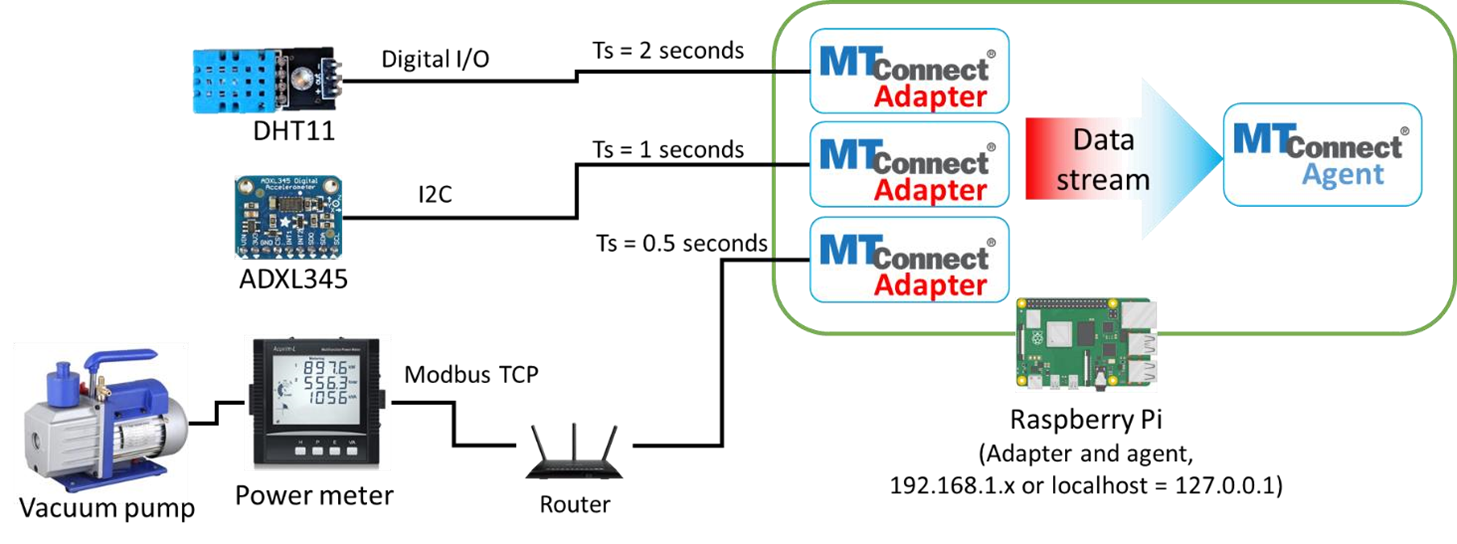 Digital I/O
Ts = 2 seconds
DHT11
MTConnect®
Adapter
ADXL345 Digital
Accelerometer
I2C
Ts = 1 seconds
ADXL345
MTConnect®
Adapter
Data
stream
MTConnect®
Agent
Ts = 0.5 seconds
MTConnect®
Adapter
897.6
556.3
1056
H P E V/A
Modbus TCP
Vacuum pump
Power meter
Router
Raspberry Pi
(Adapter and agent,
192.168.1.x or localhost = 127.0.0.1)